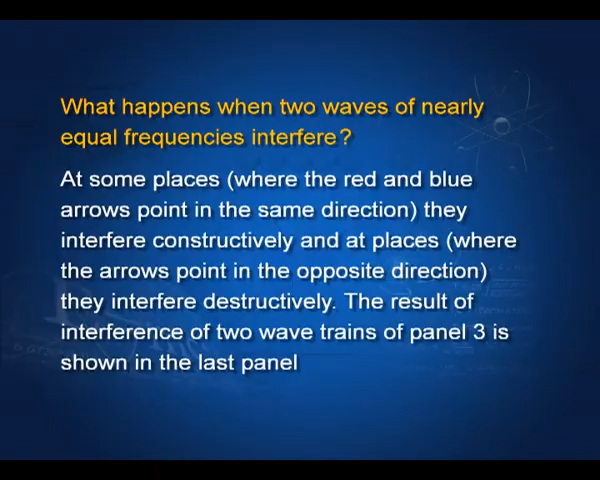 What happens when two waves of nearly
equal frequencies interfere?
At some places (where the red and blue
arrows point in the same direction) they
interfere constructively and at places (where
the arrows point in the opposite direction)
they interfere destructively. The result of
interference of two wave trains of panel 3 is
shown in the last panel